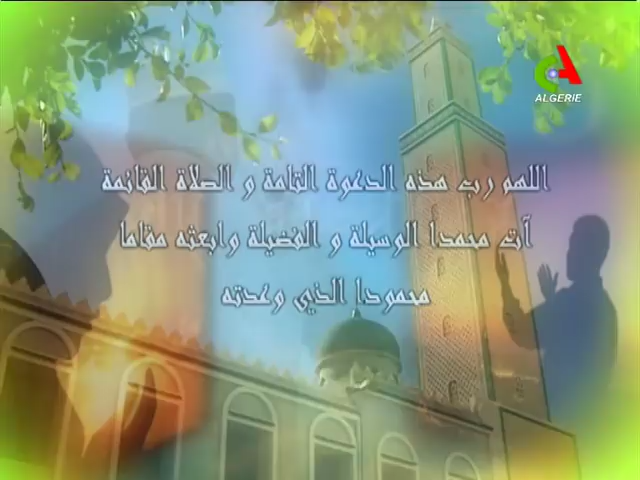 ALGERIE
اللهم رب هذه الدعوة التامة و الصلاة القائمة
آت محمدا الوسيلة و الفضيلة وابعثه مقاما
محمودا الذي وعدته